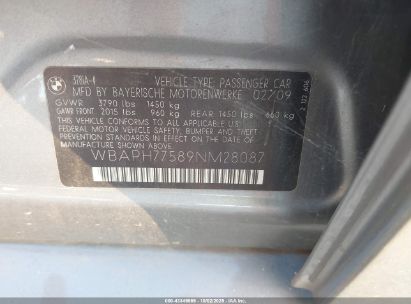 BMW
VEHICLE TYPE: PASSENGER CAR
MFD BY BAYERISCHE MOTORENWERKE 02/09
GVWR 3790 lbs 1450 kg
GAWR FRONT 2015 lbs 960 kg REAR 1450 lbs 660 kg
THIS VEHICLE CONFORMS TO ALL APPLICABLE
FEDERAL MOTOR VEHICLE SAFETY, BUMPER AND THEFT
PREVENTION STANDARDS IN EFFECT ON THE DATE OF
MANUFACTURE SHOWN ABOVE.
WBAPH77589NM28087